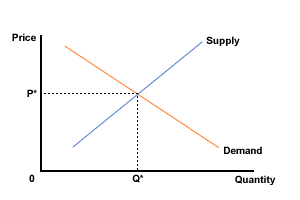 Price
Supply
P*
Demand
0
Q*
Quantity